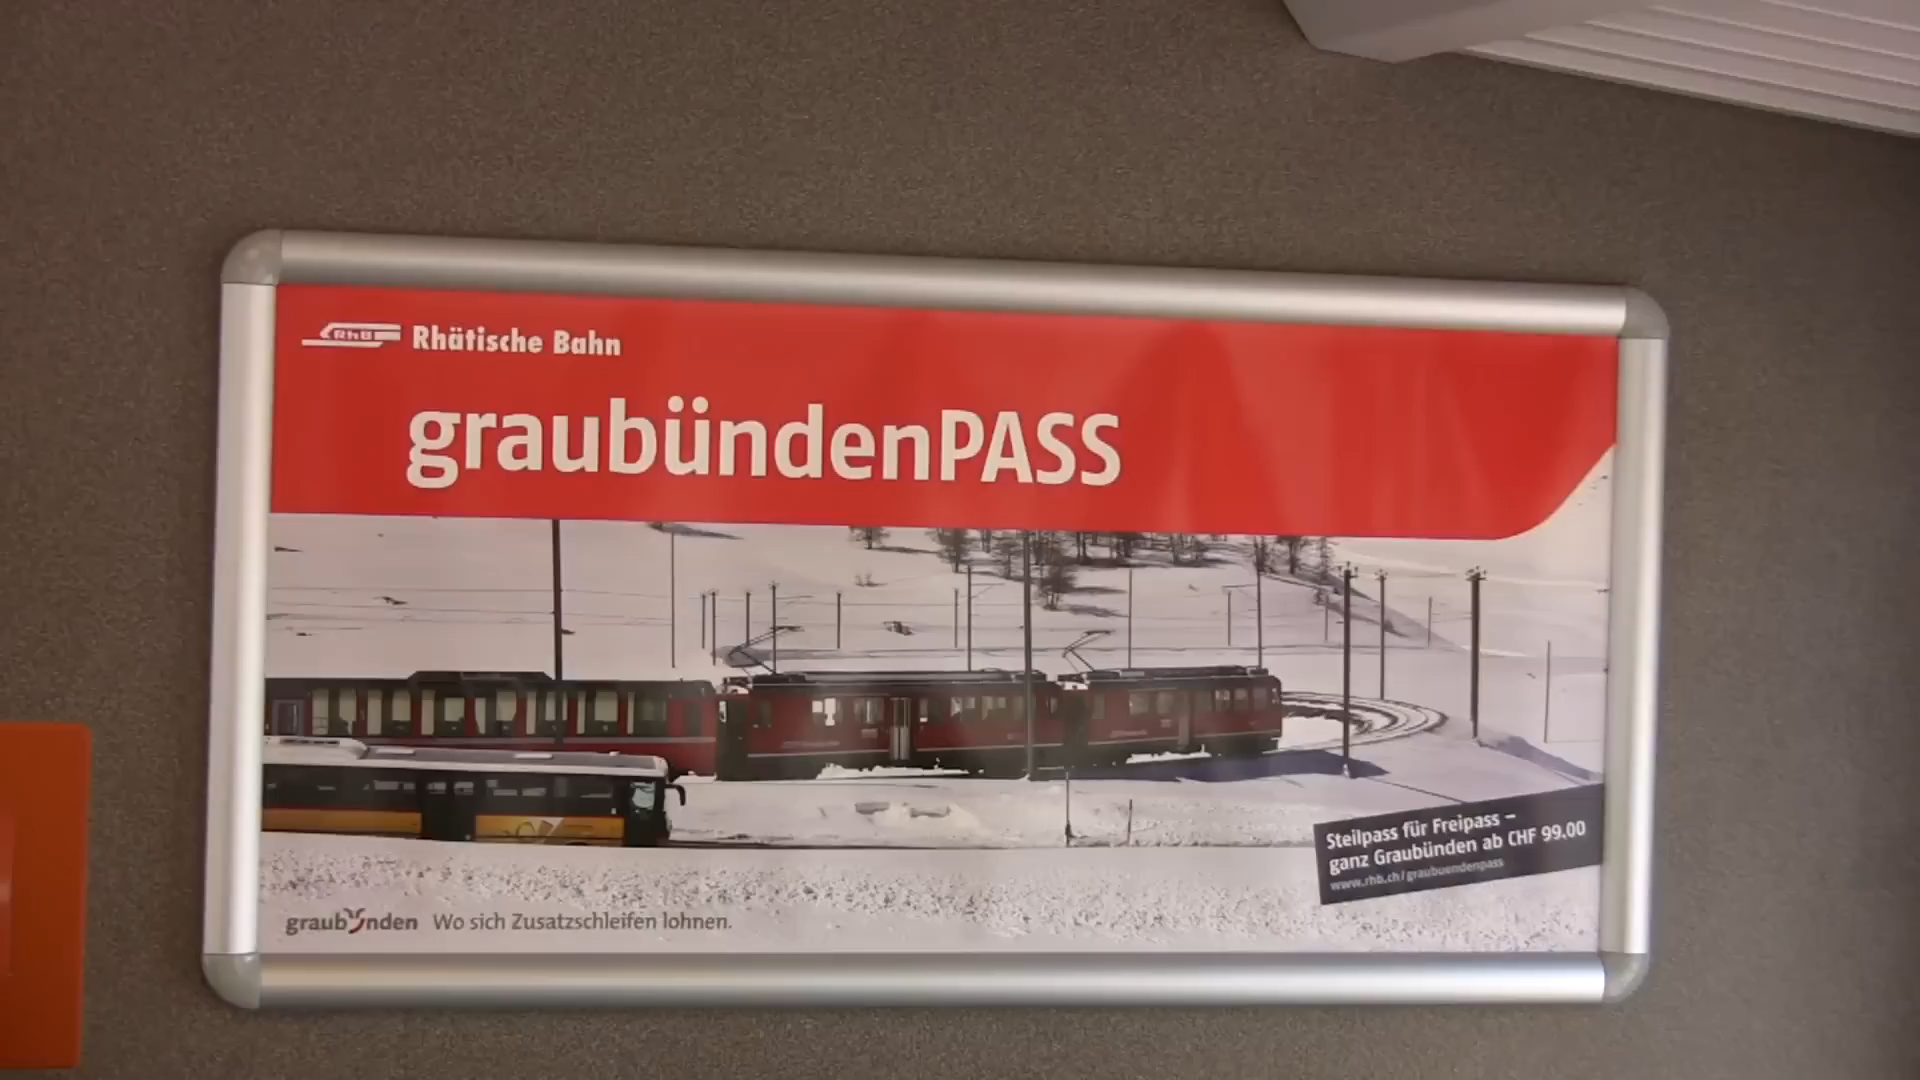 RhB Rhätische Bahn
graubündenPASS
Steilpass für Freipass –
ganz Graubünden ab CHF 99.00
www.rhb.ch/graubuendenpass
graubünden Wo sich Zusatzschleifen lohnen.